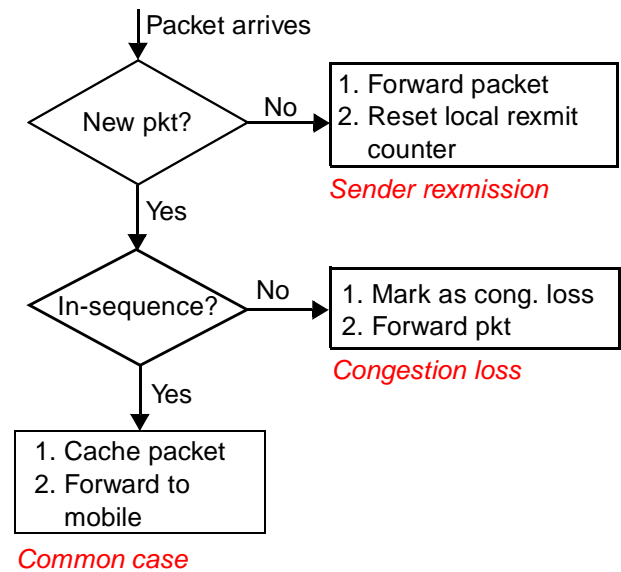 Packet arrives
New pkt?
No
1. Forward packet
2. Reset local rexmit
counter
Sender rexmission
Yes
In-sequence?
No
1. Mark as cong. loss
2. Forward pkt
Congestion loss
Yes
1. Cache packet
2. Forward to
mobile
Common case